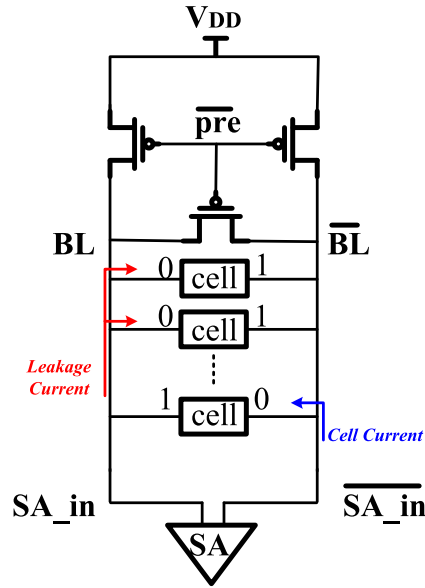 VDD
pre
BL
BL
0 cell 1
0 cell 1
Leakage
Current
1 cell 0
Cell Current
SA_in
SA_in
SA